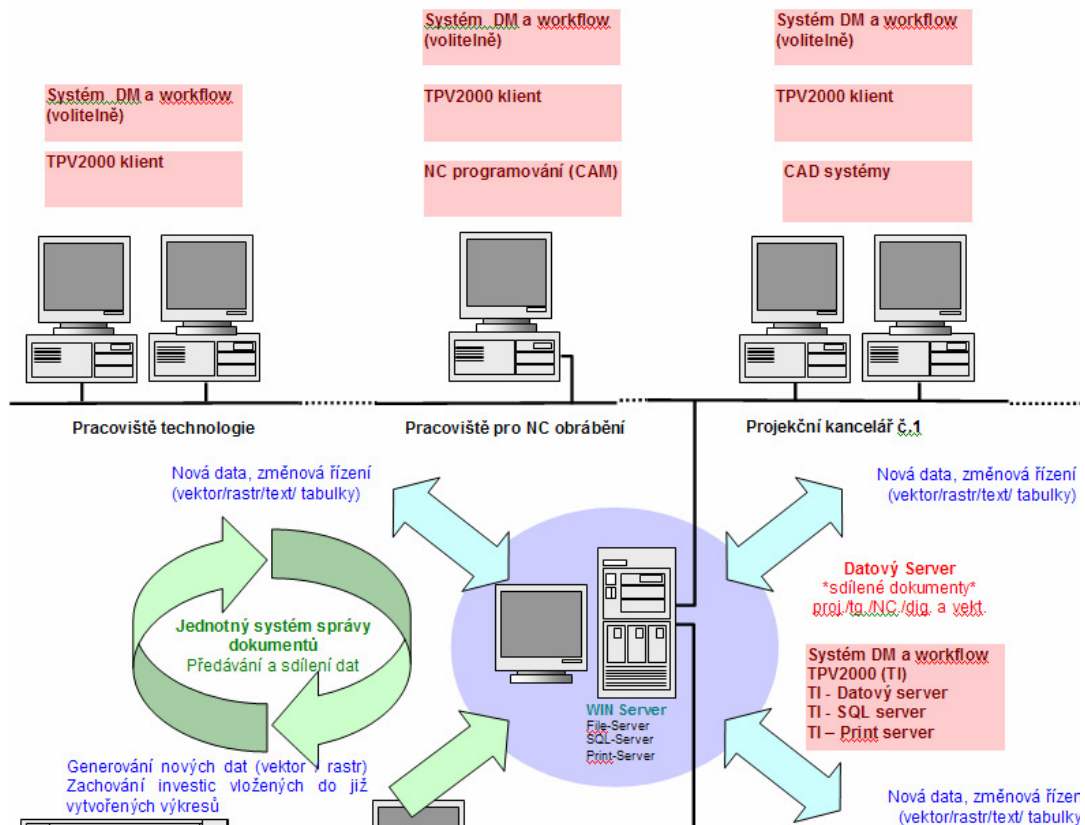 Systém DM a workflow
(volitelně)
TPV2000 klient
Systém DM a workflow
(volitelně)
TPV2000 klient
NC programování (CAM)
Systém DM a workflow
(volitelně)
TPV2000 klient
CAD systémy
Pracoviště technologie
Pracoviště pro NC obrábění
Projekční kancelář č.1
Nová data, změnová řízení
(vektor/rastr/text/ tabulky)
Nová data, změnová řízení
(vektor/rastr/text/ tabulky)
Jednotný systém správy
dokumentů
Předávání a sdílení dat
Datový Server
*sdílené dokumenty*
proj./tg./NC./dig. a vekt.
Systém DM a workflow
TPV2000 (TI)
TI - Datový server
TI - SQL server
TI – Print server
WIN Server
File-Server
SQL-Server
Print-Server
Generování nových dat (vektor / rastr)
Zachování investic vložených do již
vytvořených výkresů
Nová data, změnová řízen
(vektor/rastr/text/ tabulky